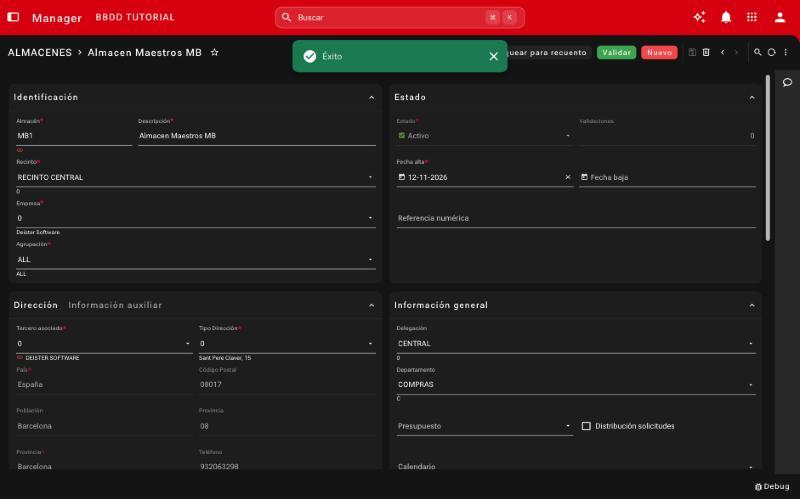 Manager BBDD TUTORIAL Buscar ⌘ K
ALMACENES > Almacen Maestros MB
Éxito
quear para recuento Validar Nuevo
Identificación
Almacén*
MB1
Descripción*
Almacen Maestros MB
Recinto*
RECINTO CENTRAL
0
Empresa*
0
Deister Software
Agrupación*
ALL
ALL
Estado
Estado*
Activo
Validaciones
0
Fecha alta*
12-11-2026
Fecha baja
Referencia numérica
Dirección Información auxiliar
Tercero asociado*
0
DEISTER SOFTWARE
Tipo Dirección*
0
Sant Pere Claver, 15
País*
España
Código Postal
08017
Población
Barcelona
Provincia
08
Provincia*
Barcelona
Teléfono
932063298
Información general
Delegación
CENTRAL
0
Departamento
COMPRAS
C
Presupuesto
Distribución solicitudes
Calendario
Debug